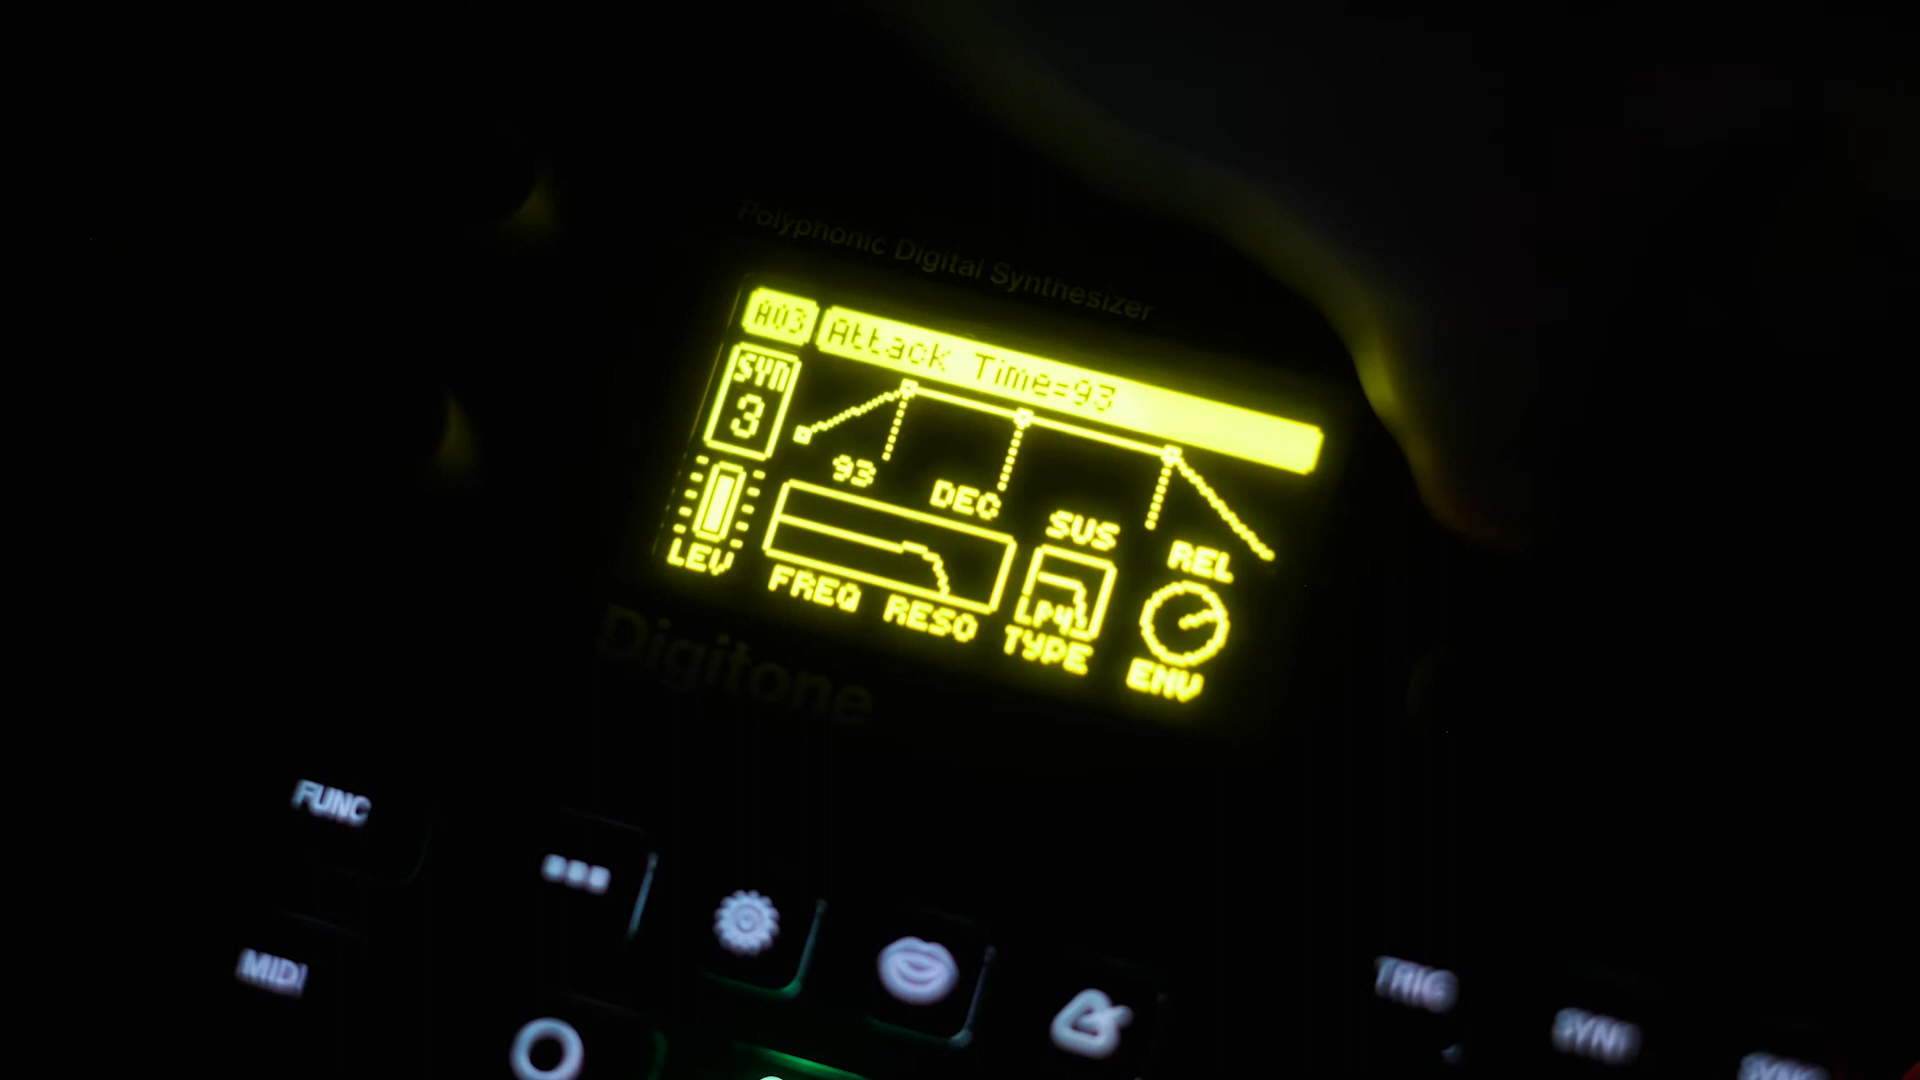 Polyphonic Digital Synthesizer
A03 Attack Time=93
SYN
3
93 DEC SUS REL
LEV
LP4
FREQ RESO TYPE ENV
Digitone
FUNC
MIDI
TRIG
SYN1